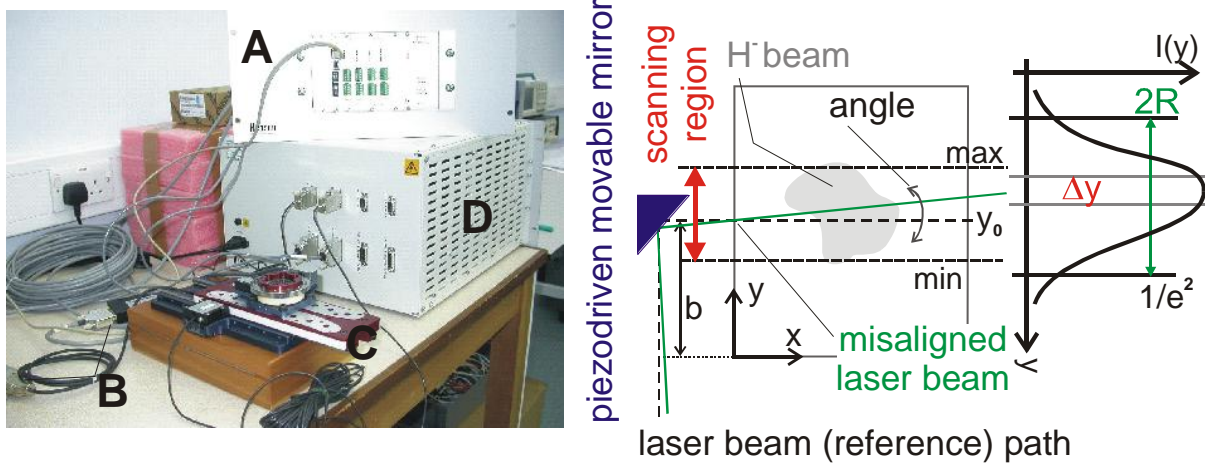 A
B
C
D
piezodriven movable mirror
scanning
region
H⁻ beam
angle
max
y₀
min
b
y
x
misaligned
laser beam
laser beam (reference) path
I(y)
2R
Δy
1/e²
y